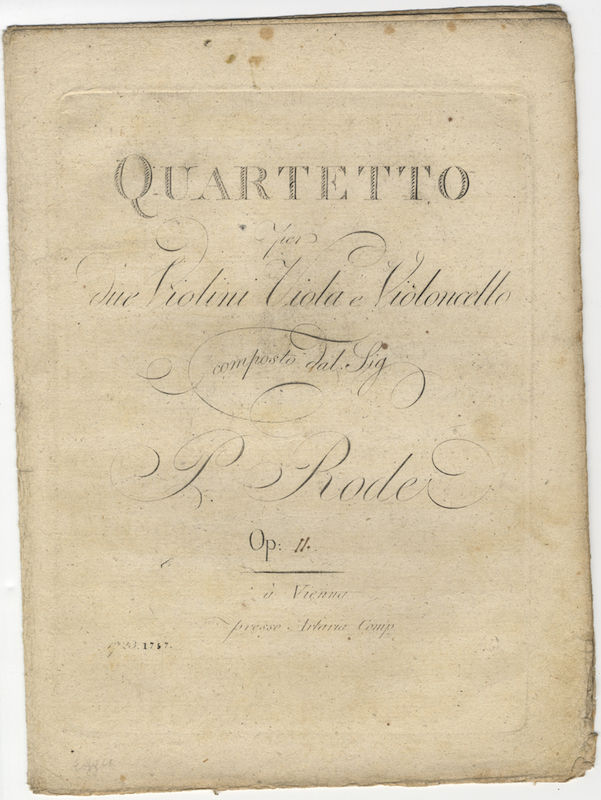 QUARTETTO
per
due Violini Viola e Violoncello
composto dal Sig
P. Rode
Op: 11.
à Vienna
presso Artaria Comp
1757.